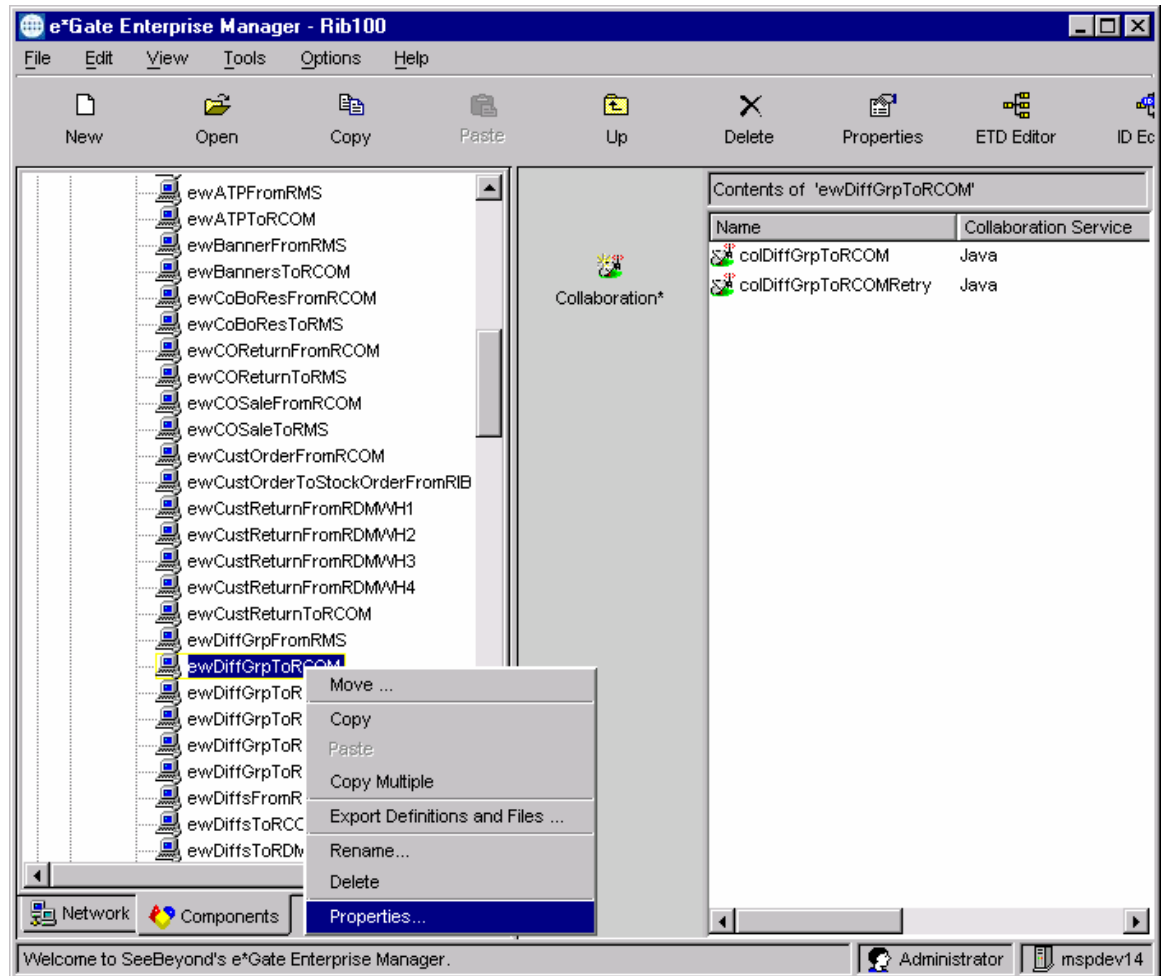 e*Gate Enterprise Manager - Rib100
File Edit View Tools Options Help
New Open Copy Paste Up Delete Properties ETD Editor ID Ec
ewATPFromRMS
ewATPToRCOM
ewBannerFromRMS
ewBannersToRCOM
ewCoBoResFromRCOM
ewCoBoResToRMS
ewCOReturnFromRCOM
ewCOReturnToRMS
ewCOSaleFromRCOM
ewCOSaleToRMS
ewCustOrderFromRCOM
ewCustOrderToStockOrderFromRIB
ewCustReturnFromRDMWH1
ewCustReturnFromRDMWH2
ewCustReturnFromRDMWH3
ewCustReturnFromRDMWH4
ewCustReturnToRCOM
ewDiffGrpFromRMS
ewDiffGrpToRCOM
ewDiffGrpToR
ewDiffGrpToR
ewDiffGrpToR
ewDiffGrpToR
ewDiffsFromR
ewDiffsToRCO
ewDiffsToRDM
Move ...
Copy
Paste
Copy Multiple
Export Definitions and Files ...
Rename...
Delete
Properties...
Network Components
Collaboration*
Contents of 'ewDiffGrpToRCOM'
Name Collaboration Service
colDiffGrpToRCOM Java
colDiffGrpToRCOMRetry Java
Welcome to SeeBeyond's e*Gate Enterprise Manager. Administrator mspdev14